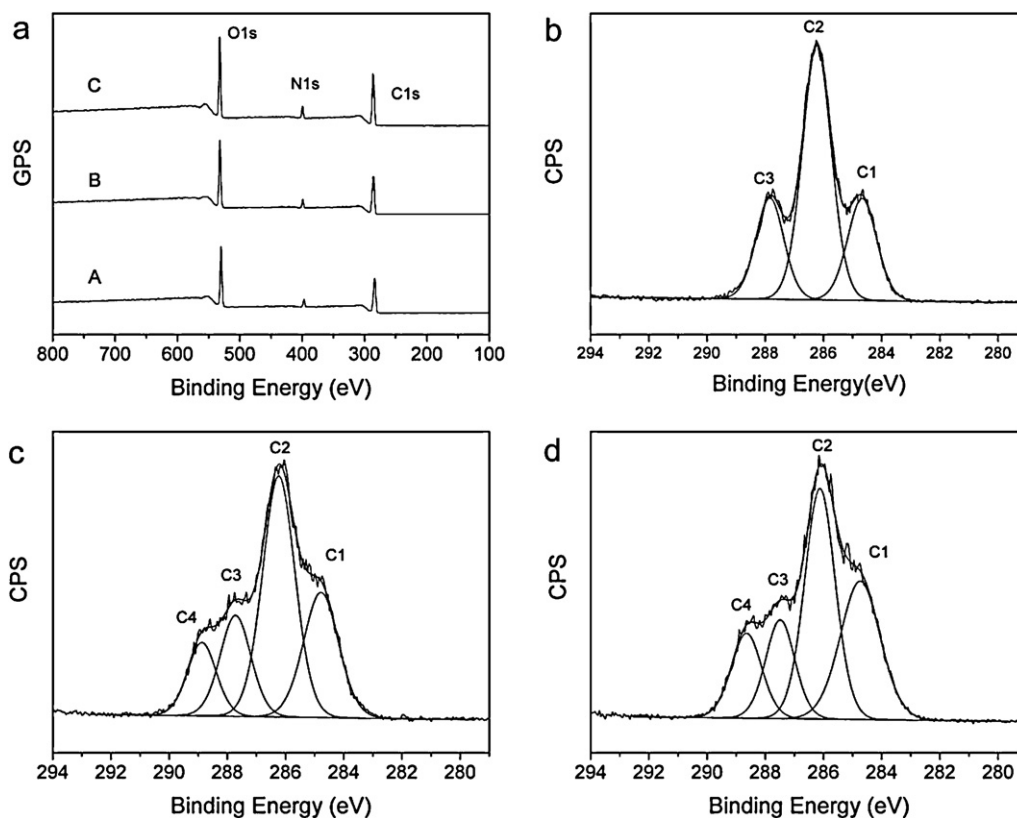 a
O1s
N1s
C1s
C
B
A
GPS
800 700 600 500 400 300 200 100
Binding Energy (eV)
b
C2
C3
C1
CPS
294 292 290 288 286 284 282 280
Binding Energy(eV)
c
C2
C1
C3
C4
CPS
294 292 290 288 286 284 282 280
Binding Energy (eV)
d
C2
C1
C3
C4
CPS
294 292 290 288 286 284 282 280
Binding Energy (eV)